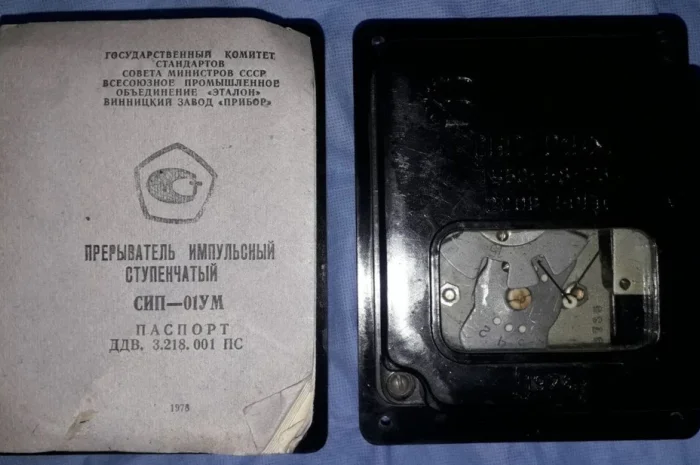 ГОСУДАРСТВЕННЫЙ КОМИТЕТ
СТАНДАРТОВ
СОВЕТА МИНИСТРОВ СССР
ВСЕСОЮЗНОЕ ПРОМЫШЛЕННОЕ
ОБЪЕДИНЕНИЕ «ЭТАЛОН»
ВИННИЦКИЙ ЗАВОД «ПРИБОР»
ПРЕРЫВАТЕЛЬ ИМПУЛЬСНЫЙ
СТУПЕНЧАТЫЙ
СИП—01УМ
ПАСПОРТ
ДДВ. 3.218.001 ПС
1978